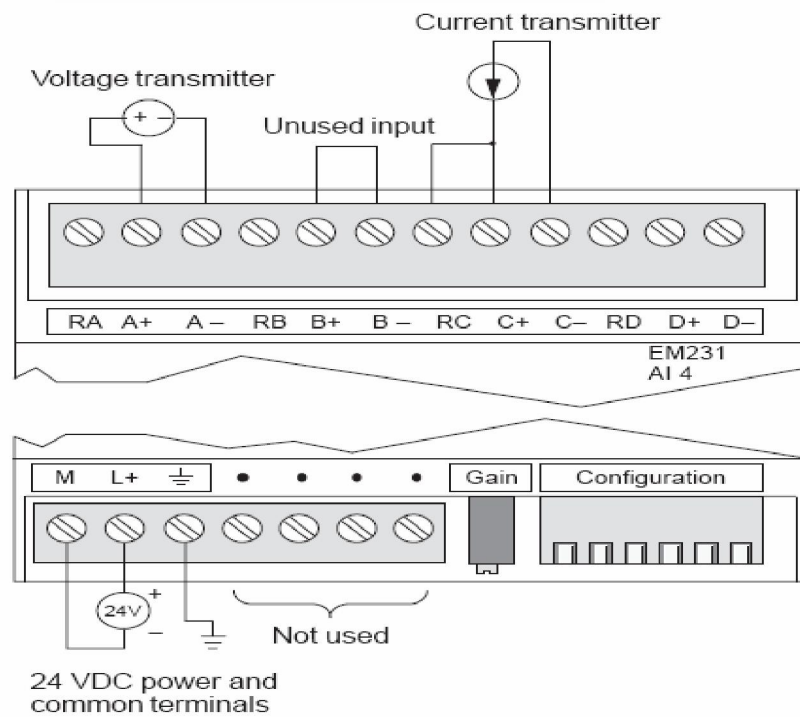 Current transmitter
Voltage transmitter
+ −
Unused input
RA A+ A – RB B+ B – RC C+ C– RD D+ D–
EM231
AI 4
M L+ Gain Configuration
24V + −
Not used
24 VDC power and
common terminals